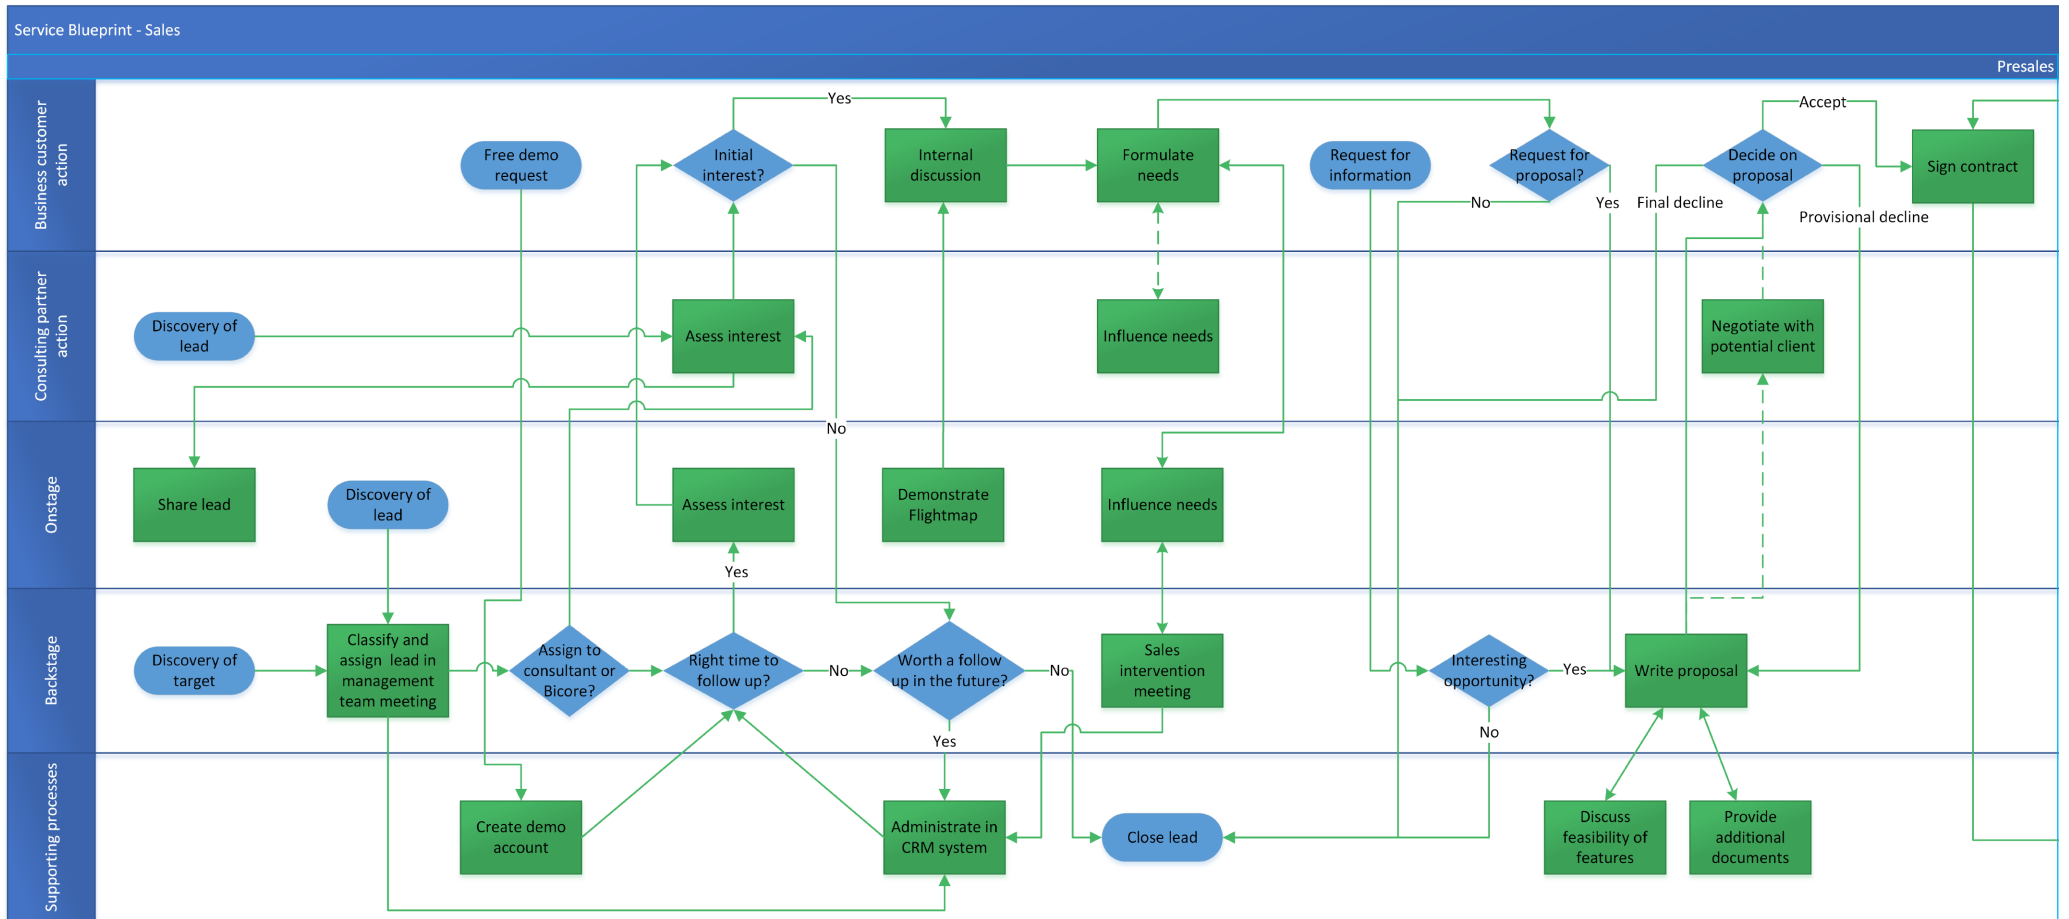 Service Blueprint - Sales
Presales
Business customer
action
Free demo
request
Initial
interest?
Yes
Internal
discussion
Formulate
needs
Request for
information
Request for
proposal?
No
Yes
Final decline
Decide on
proposal
Accept
Provisional decline
Sign contract
Consulting partner
action
Discovery of
lead
Asess interest
Influence needs
Negotiate with
potential client
No
Onstage
Share lead
Discovery of
lead
Assess interest
Demonstrate
Flightmap
Influence needs
Yes
Backstage
Discovery of
target
Classify and
assign lead in
management
team meeting
Assign to
consultant or
Bicore?
Right time to
follow up?
No
Worth a follow
up in the future?
No
Yes
Sales
intervention
meeting
Interesting
opportunity?
Yes
No
Write proposal
Supporting processes
Create demo
account
Administrate in
CRM system
Close lead
Discuss
feasibility of
features
Provide
additional
documents